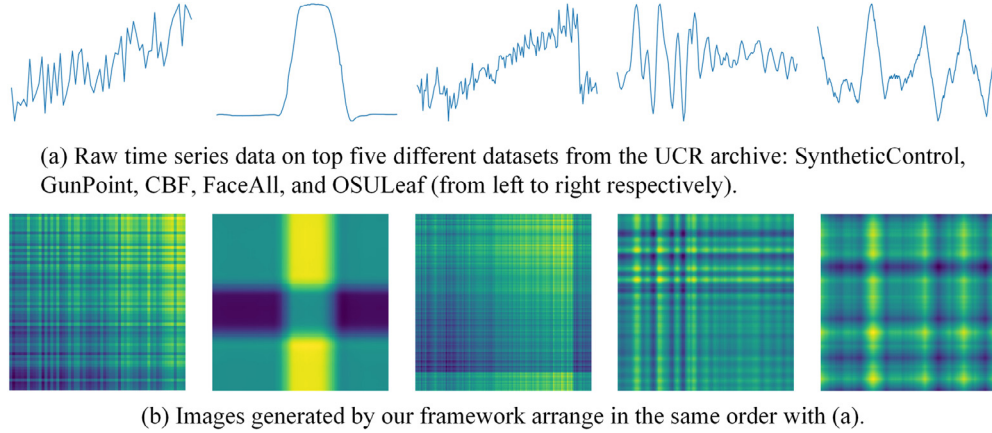 (a) Raw time series data on top five different datasets from the UCR archive: SyntheticControl,
GunPoint, CBF, FaceAll, and OSULeaf (from left to right respectively).
(b) Images generated by our framework arrange in the same order with (a).